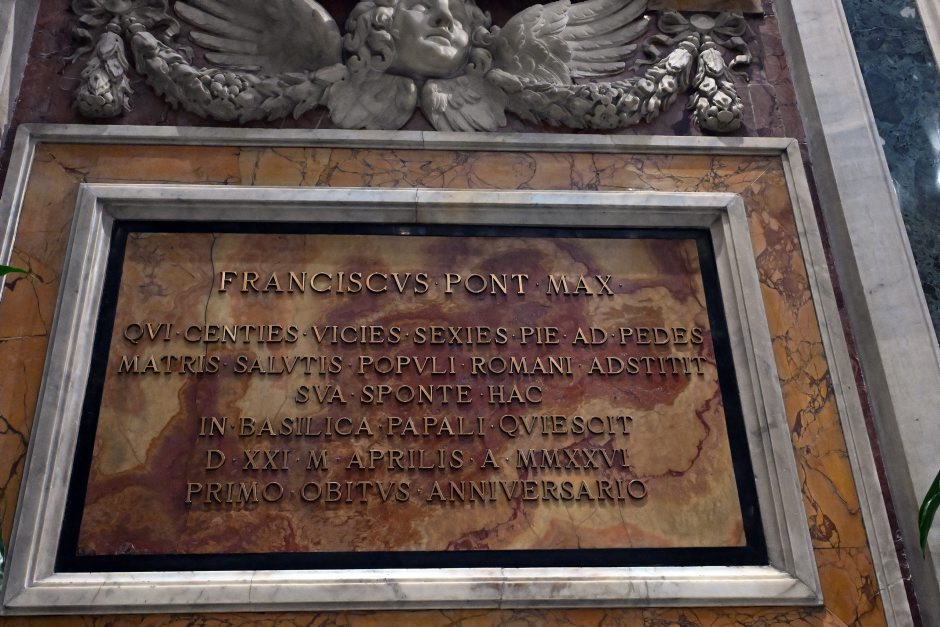 FRANCISCVS · PONT · MAX ·
QVI · CENTIES · VICIES · SEXIES · PIE · AD · PEDES
MATRIS · SALVTIS · POPVLI · ROMANI · ADSTITIT
SVA · SPONTE · HAC
IN · BASILICA · PAPALI · QVIESCIT
D · XXI · M · APRILIS · A · MMXXVI
PRIMO · OBITVS · ANNIVERSARIO